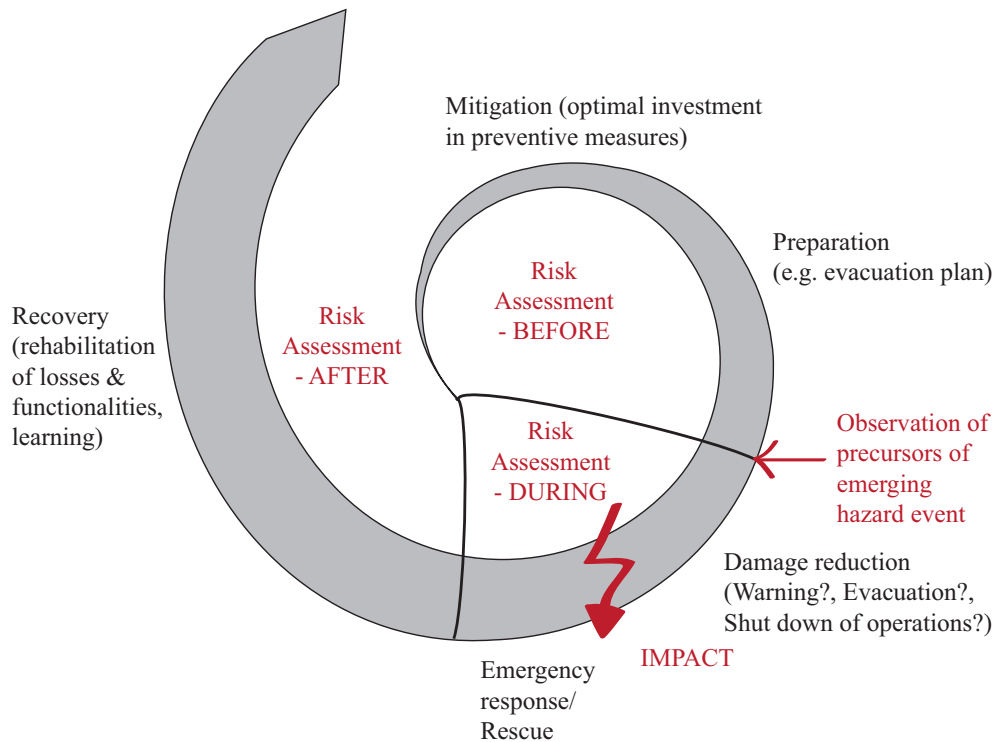 Mitigation (optimal investment
in preventive measures)
Preparation
(e.g. evacuation plan)
Risk
Assessment
- BEFORE
Recovery
(rehabilitation
of losses &
functionalities,
learning)
Risk
Assessment
- AFTER
Risk
Assessment
- DURING
Observation of
precursors of
emerging
hazard event
Damage reduction
(Warning?, Evacuation?,
Shut down of operations?)
IMPACT
Emergency
response/
Rescue